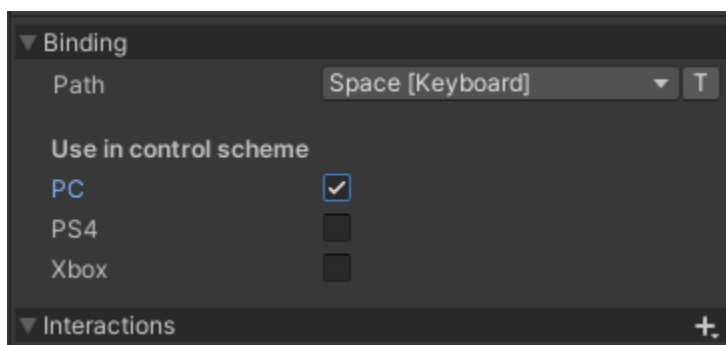 Binding
Path Space [Keyboard] T
Use in control scheme
PC
PS4
Xbox
Interactions